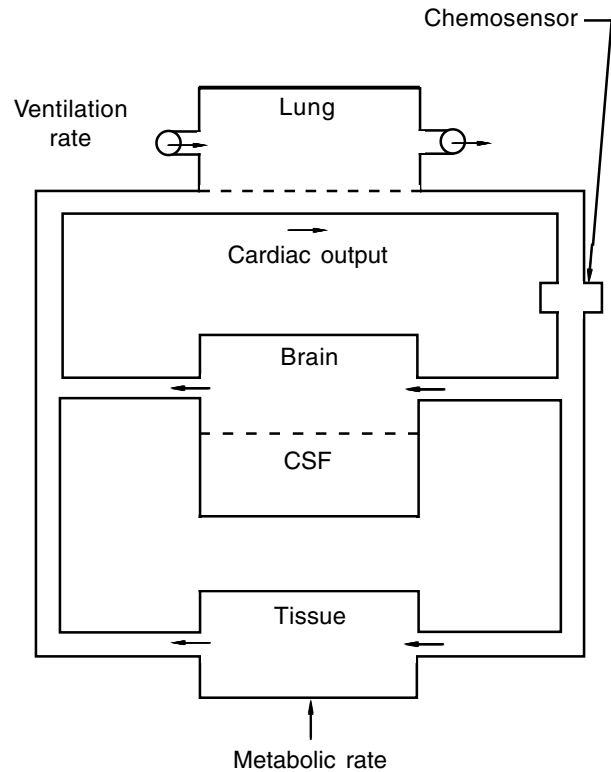 Chemosensor
Ventilation
rate
Lung
Cardiac output
Brain
CSF
Tissue
Metabolic rate